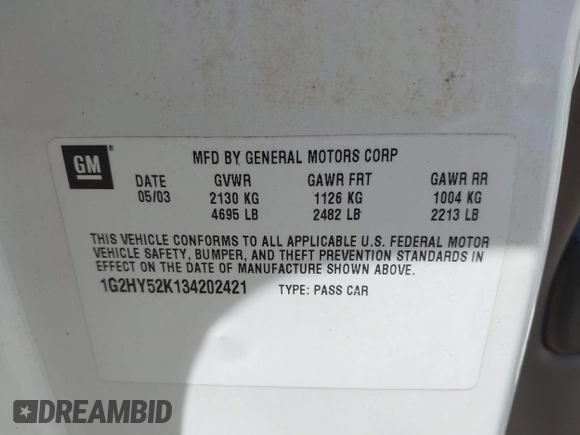 GM ®
MFD BY GENERAL MOTORS CORP
DATE GVWR GAWR FRT GAWR RR
05/03 2130 KG 1126 KG 1004 KG
4695 LB 2482 LB 2213 LB
THIS VEHICLE CONFORMS TO ALL APPLICABLE U.S. FEDERAL MOTOR
VEHICLE SAFETY, BUMPER, AND THEFT PREVENTION STANDARDS IN
EFFECT ON THE DATE OF MANUFACTURE SHOWN ABOVE.
1G2HY52K134202421 TYPE: PASS CAR
DREAMBID